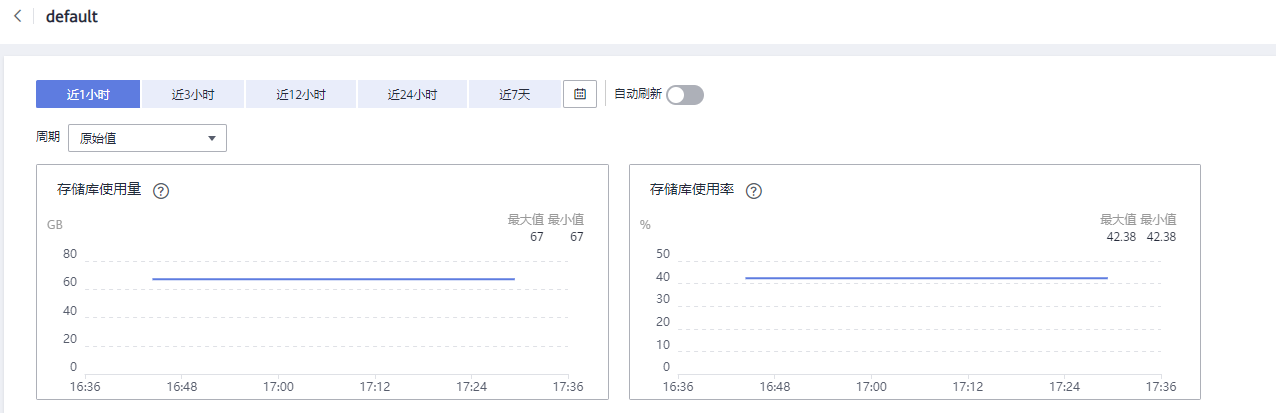 default
近1小时 近3小时 近12小时 近24小时 近7天 自动刷新
周期 原始值
存储库使用量 ?
GB
最大值 最小值
67 67
80
60
40
20
0
16:36 16:48 17:00 17:12 17:24 17:36
存储库使用率 ?
%
最大值 最小值
42.38 42.38
50
40
30
20
10
0
16:36 16:48 17:00 17:12 17:24 17:36